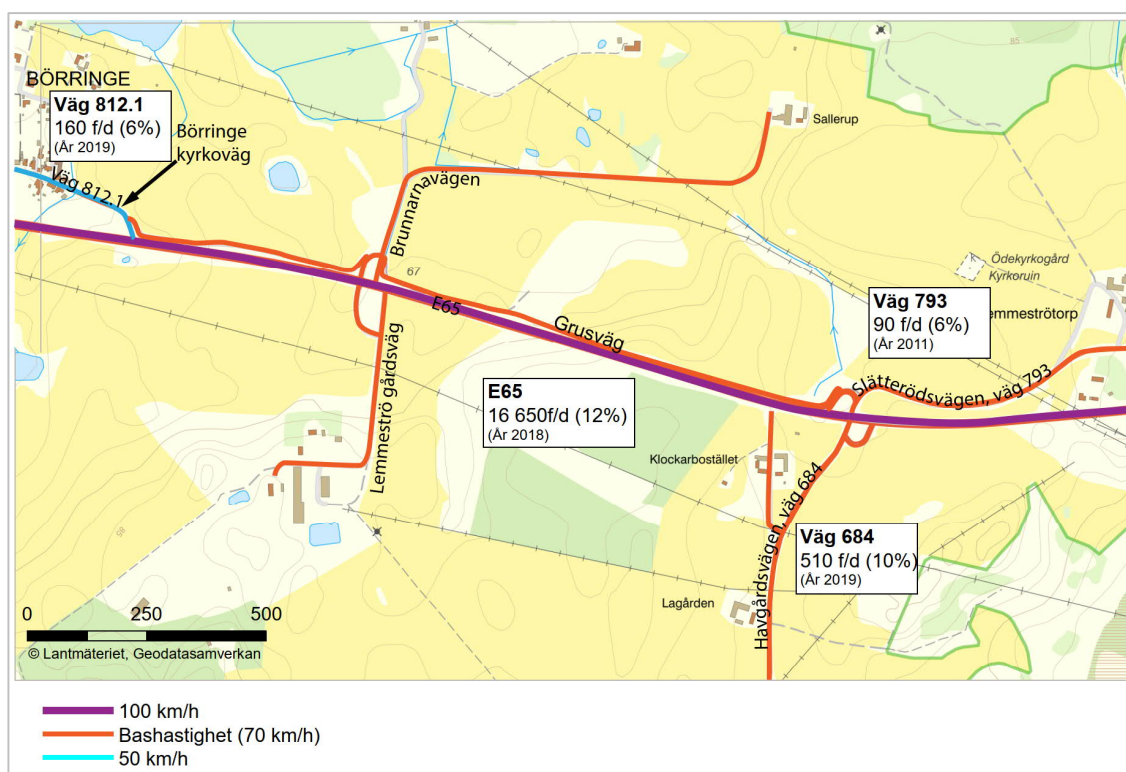 BÖRRINGE
Väg 812.1
160 f/d (6%)
(År 2019)
Börringe
kyrkoväg
Väg 812.1
Sallerup
Brunnarnavägen
67
E65
Grusväg
Ödekyrkogård
Kyrkoruin
Väg 793
90 f/d (6%)
(År 2011)
emmeströtorp
Slätterödsvägen, väg 793
E65
16 650f/d (12%)
(År 2018)
Lemmeströ gårdsväg
Klockarbostället
Havgårdsvägen, väg 684
Väg 684
510 f/d (10%)
(År 2019)
Lagården
85
85
0 250 500
© Lantmäteriet, Geodatasamverkan
100 km/h
Bashastighet (70 km/h)
50 km/h